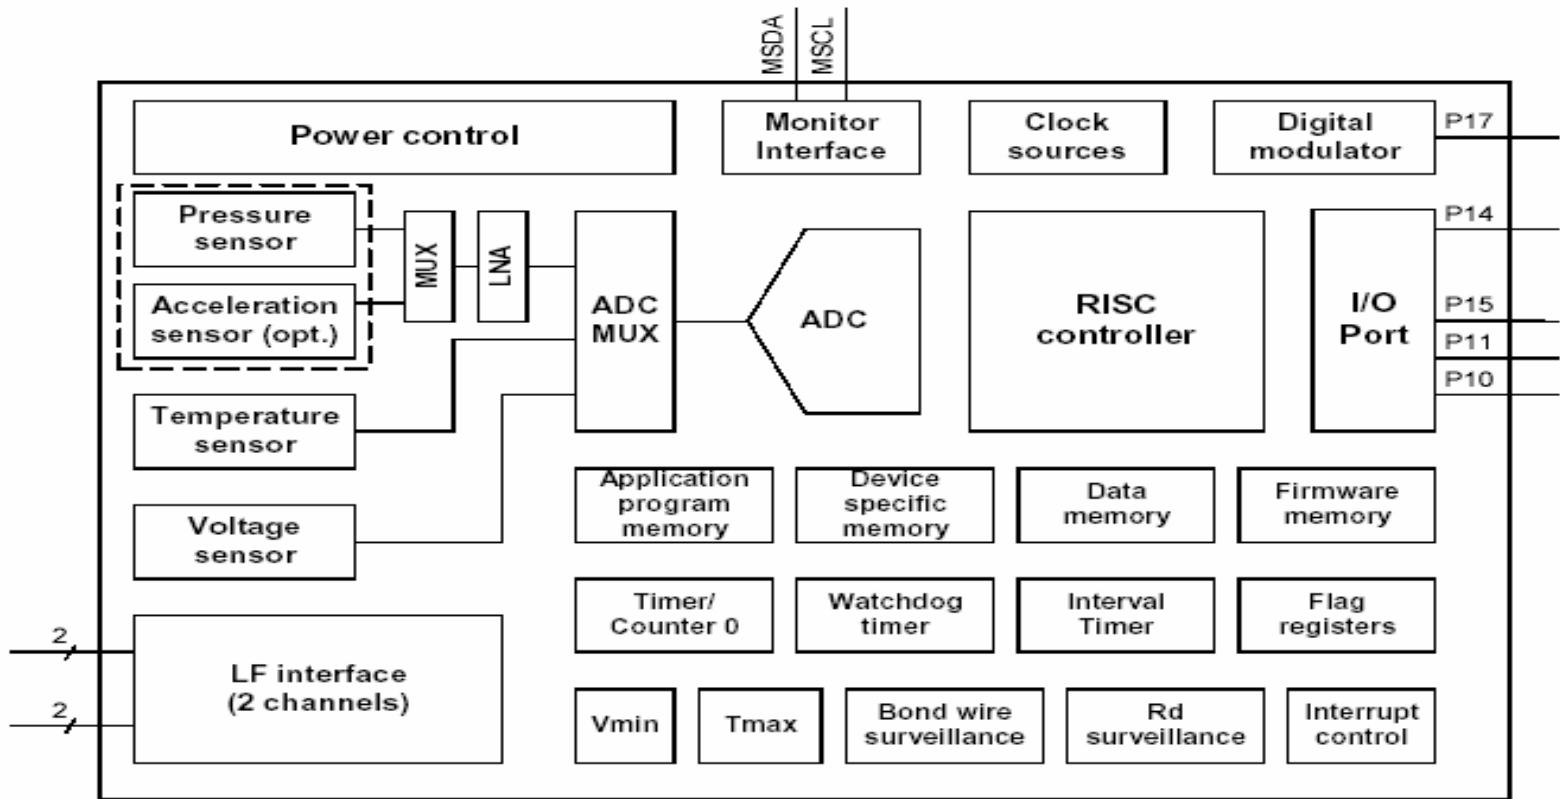 MSDA
MSCL
Power control
Monitor
Interface
Clock
sources
Digital
modulator
P17
Pressure
sensor
Acceleration
sensor (opt.)
MUX
LNA
ADC
MUX
ADC
RISC
controller
I/O
Port
P14
P15
P11
P10
Temperature
sensor
Voltage
sensor
Application
program
memory
Device
specific
memory
Data
memory
Firmware
memory
Timer/
Counter 0
Watchdog
timer
Interval
Timer
Flag
registers
2
2
LF interface
(2 channels)
Vmin
Tmax
Bond wire
surveillance
Rd
surveillance
Interrupt
control